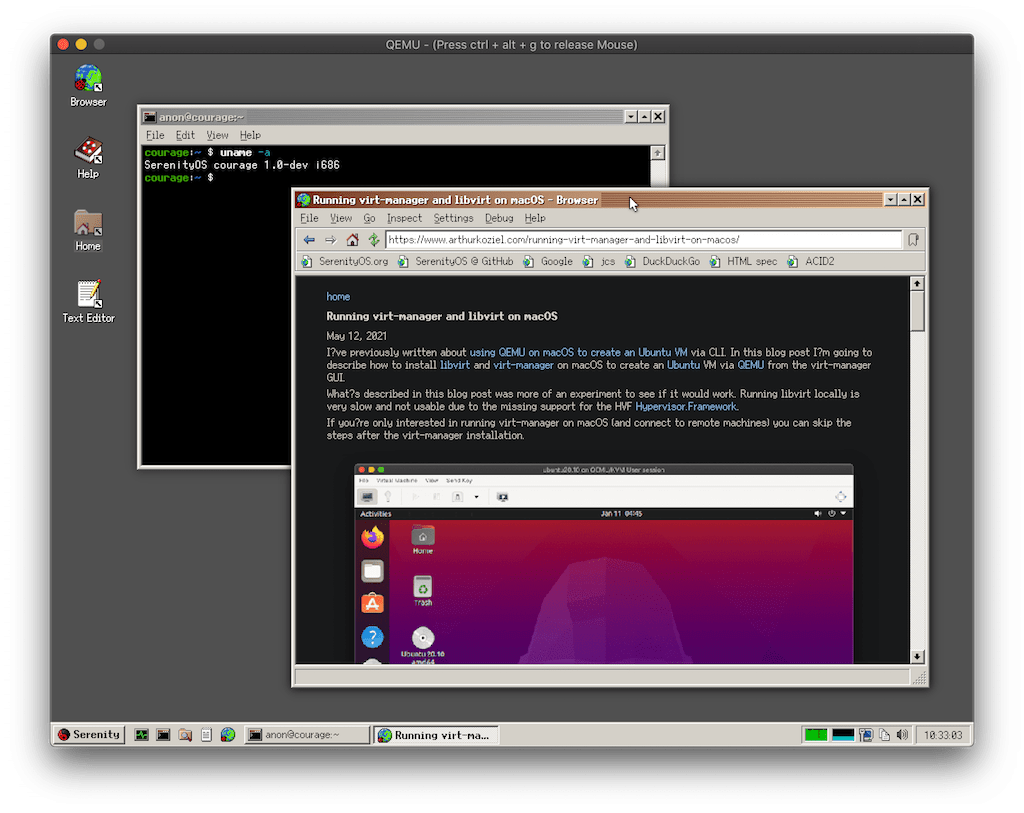 QEMU - (Press ctrl + alt + g to release Mouse)
Browser
Help
Home
Text Editor
anon@courage:~
File Edit View Help
courage:~ $ uname -a
SerenityOS courage 1.0-dev i686
courage:~ $
Running virt-manager and libvirt on macOS - Browser
File View Go Inspect Settings Debug Help
https://www.arthurkoziel.com/running-virt-manager-and-libvirt-on-macos/
SerenityOS.org SerenityOS @ GitHub Google jcs DuckDuckGo HTML spec ACID2
home
Running virt-manager and libvirt on macOS
May 12, 2021
I?ve previously written about using QEMU on macOS to create an Ubuntu VM via CLI. In this blog post I?m going to
describe how to install libvirt and virt-manager on macOS to create an Ubuntu VM via QEMU from the virt-manager
GUI.
What?s described in this blog post was more of an experiment to see if it would work. Running libvirt locally is
very slow and not usable due to the missing support for the HVF Hypervisor.Framework.
If you?re only interested in running virt-manager on macOS (and connect to remote machines) you can skip the
steps after the virt-manager installation.
ubuntu20.10 on QEMU/KVM User session
File Virtual Machine View Send Key
Activities Jan 11 04:45
Home
Trash
Ubuntu 20.10
amd64
Serenity anon@courage:~ Running virt-ma... 10:33:03